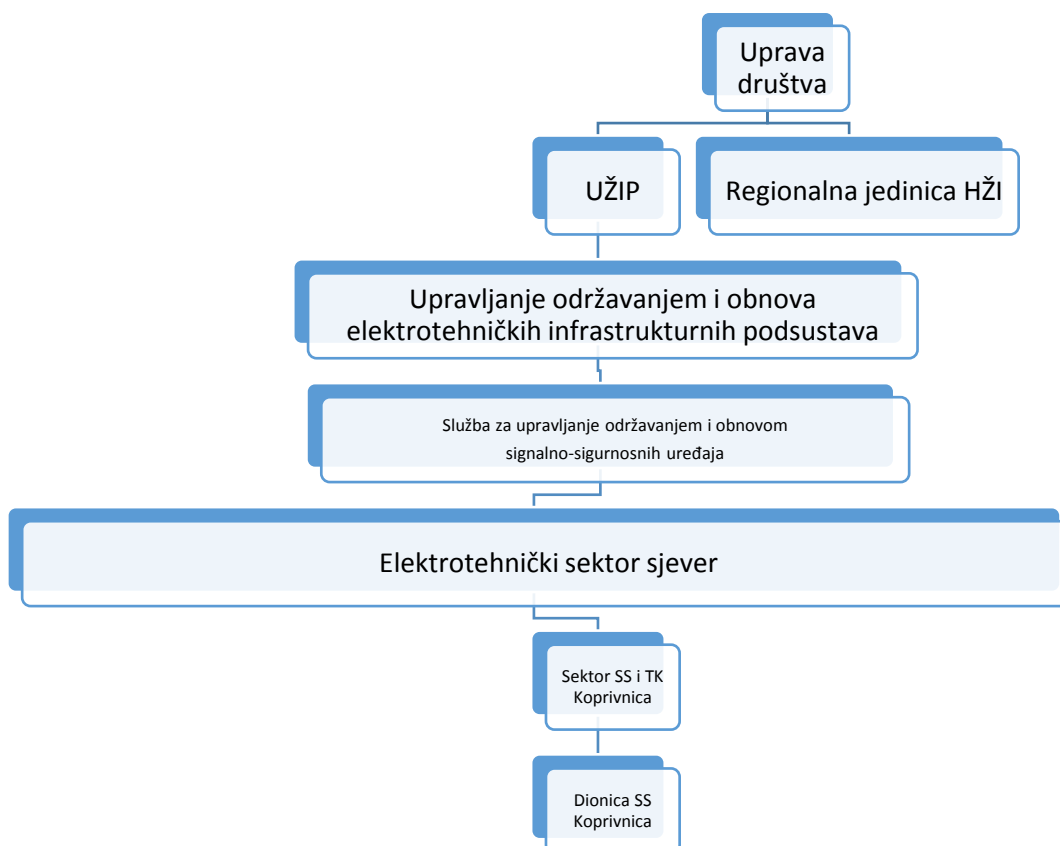 Uprava
društva
UŽIP
Regionalna jedinica HŽI
Upravljanje održavanjem i obnova
elektrotehničkih infrastrukturnih podsustava
Služba za upravljanje održavanjem i obnovom
signalno-sigurnosnih uređaja
Elektrotehnički sektor sjever
Sektor SS i TK
Koprivnica
Dionica SS
Koprivnica